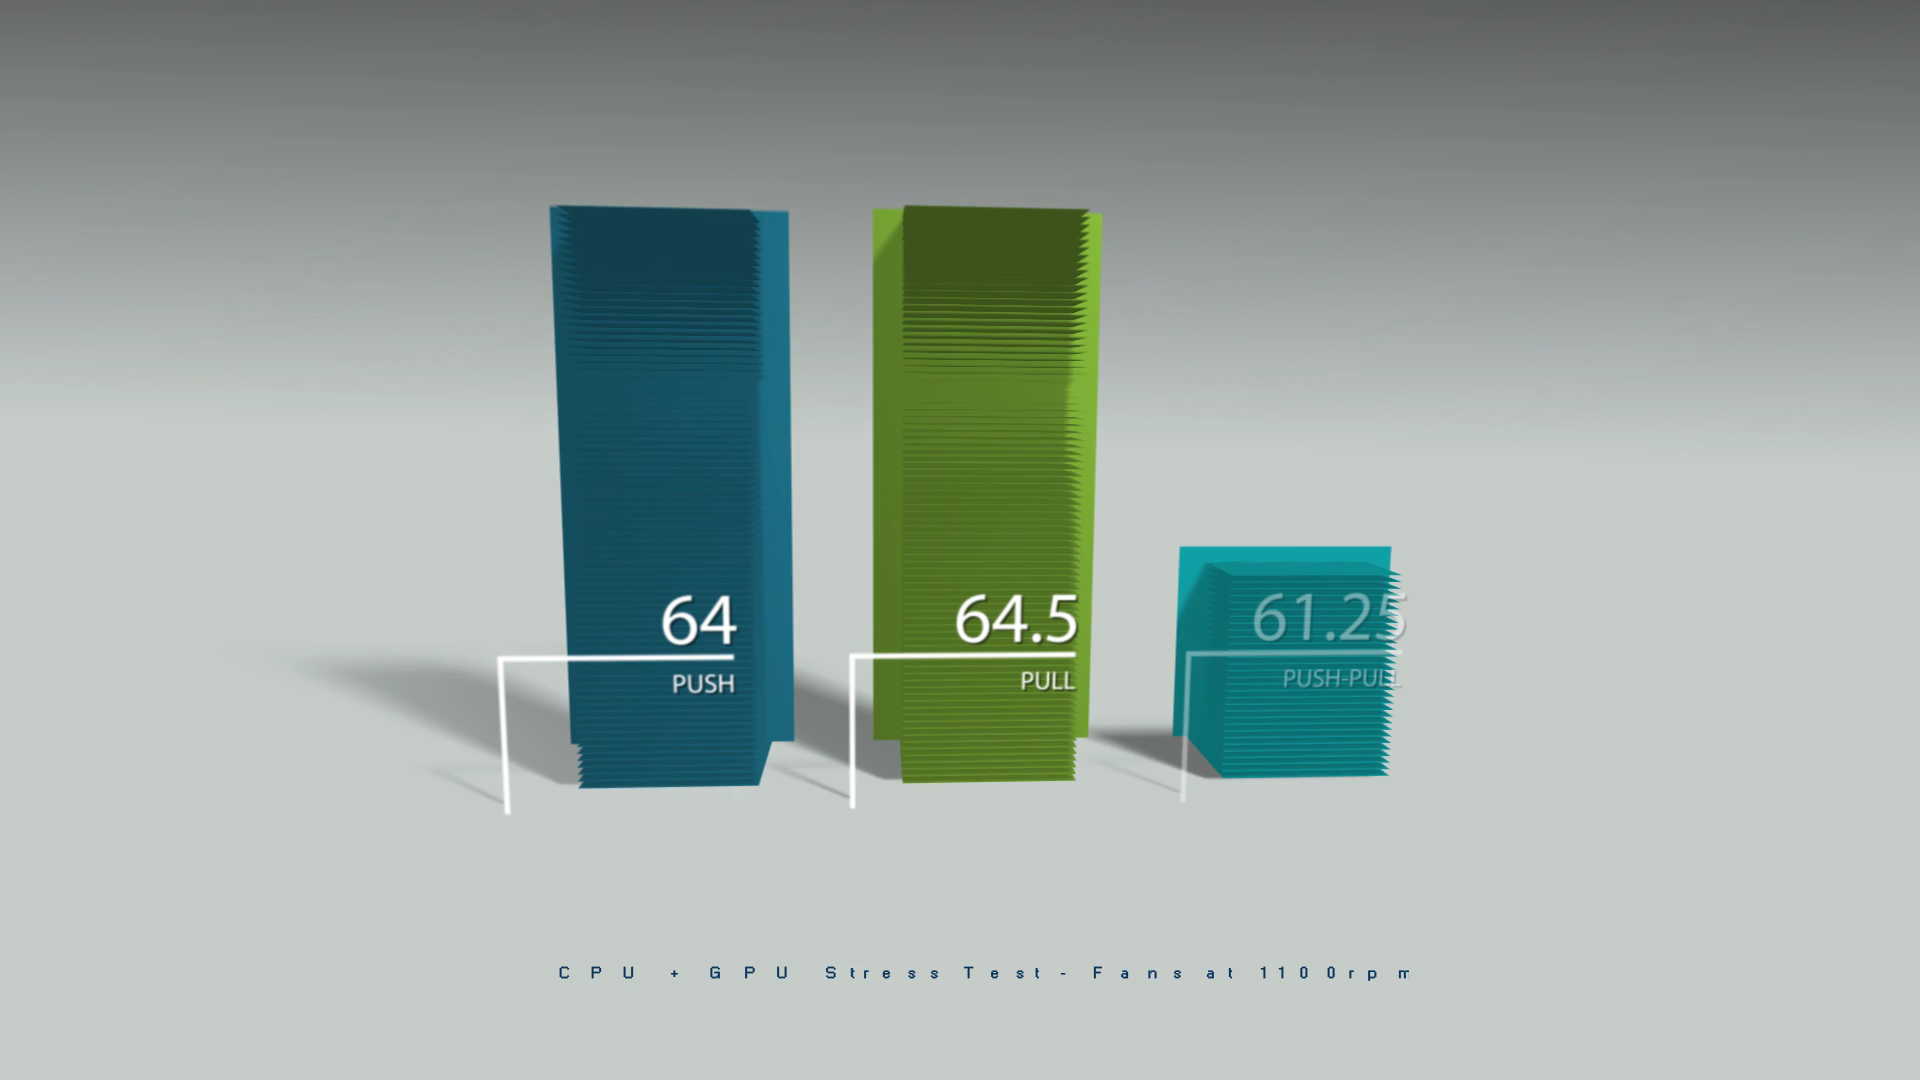 64
PUSH
64.5
PULL
61.25
PUSH-PULL
CPU + GPU Stress Test - Fans at 1100rpm